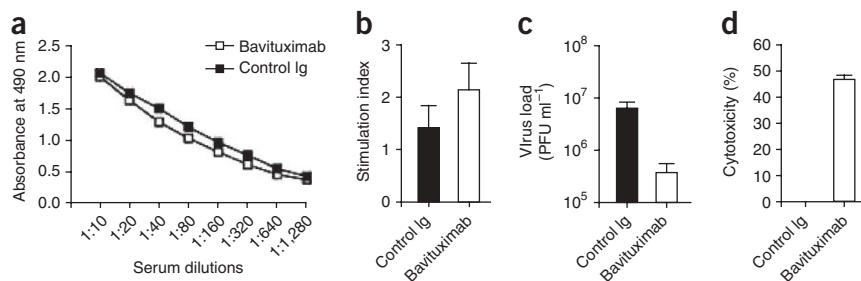 a
Absorbance at 490 nm
2.5
2.0
1.5
1.0
0.5
0.0
Bavituximab
Control Ig
1:10
1:20
1:40
1:80
1:160
1:320
1:640
1:1,280
Serum dilutions
b
Stimulation index
3
2
1
0
Control Ig
Bavituximab
c
VIrus load
(PFU ml⁻¹)
10⁸
10⁷
10⁶
10⁵
Control Ig
Bavituximab
d
Cytotoxicity (%)
60
50
40
30
20
10
0
Control Ig
Bavituximab